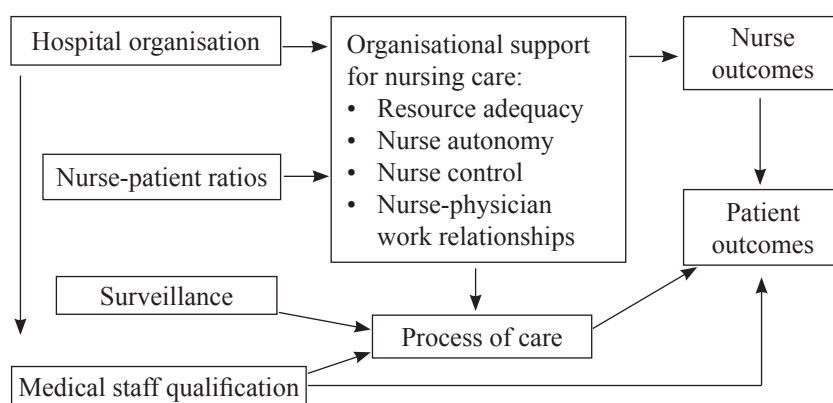 Hospital organisation
Organisational support
for nursing care:
• Resource adequacy
• Nurse autonomy
• Nurse control
• Nurse-physician
work relationships
Nurse
outcomes
Nurse-patient ratios
Patient
outcomes
Surveillance
Process of care
Medical staff qualification